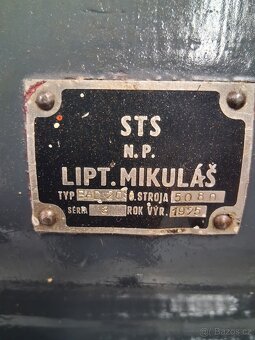 STS
N.P.
LIPT. MIKULÁŠ
TYP Č.STROJA 5080
SÉRIA ROK VÝR. 1975